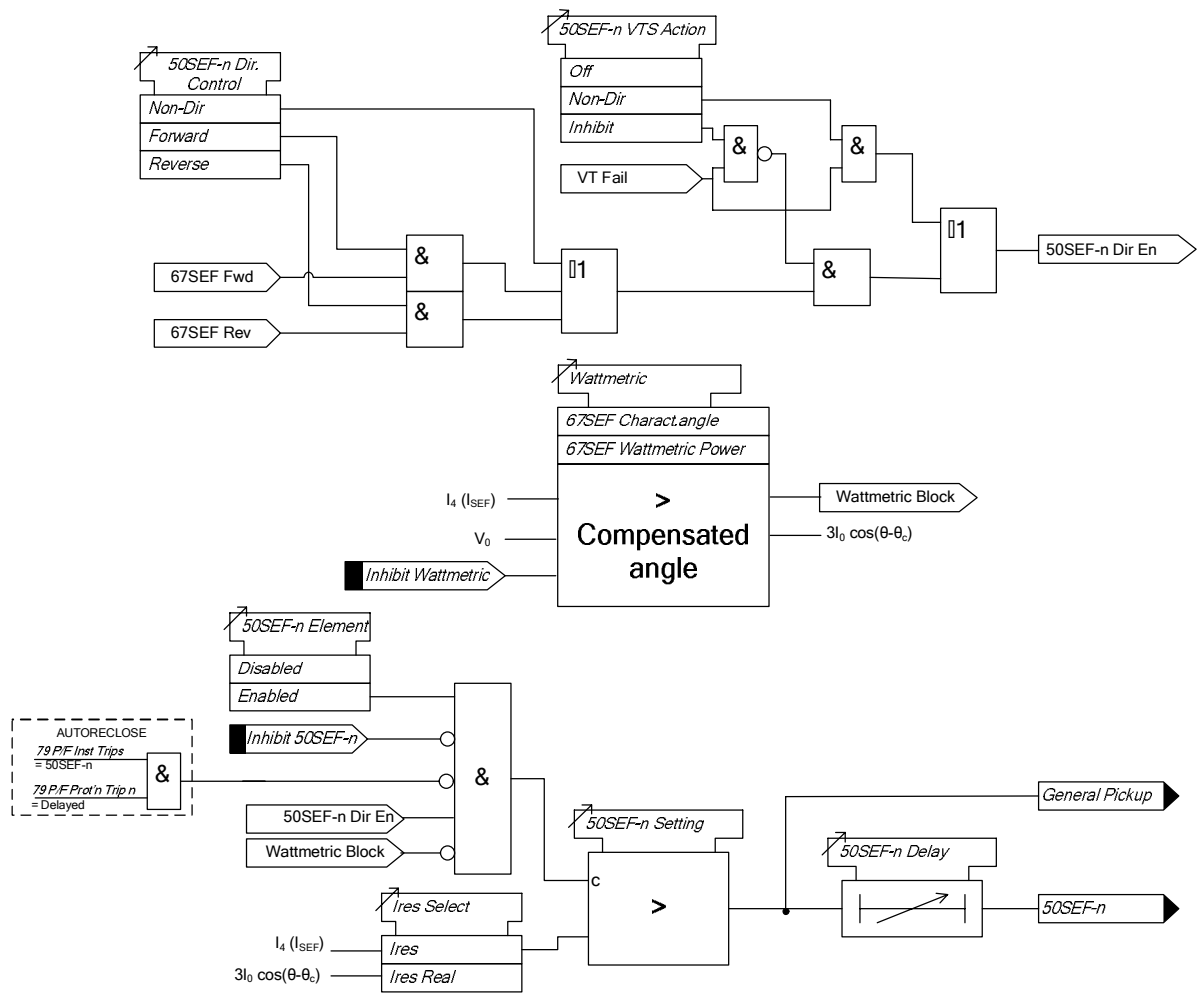 50SEF-n VTS Action
Off
Non-Dir
Inhibit
VT Fail
&
&
50SEF-n Dir.
Control
Non-Dir
Forward
Reverse
67SEF Fwd
67SEF Rev
&
&
▯1
&
▯1
50SEF-n Dir En
Wattmetric
67SEF Charact.angle
67SEF Wattmetric Power
I4 (ISEF)
V0
Inhibit Wattmetric
>
Compensated
angle
Wattmetric Block
3I0 cos(θ-θc)
50SEF-n Element
Disabled
Enabled
Inhibit 50SEF-n
AUTORECLOSE
79 P/F Inst Trips
= 50SEF-n
79 P/F Prot'n Trip n
= Delayed
&
50SEF-n Dir En
Wattmetric Block
&
Ires Select
I4 (ISEF)
Ires
3I0 cos(θ-θc)
Ires Real
50SEF-n Setting
c
>
General Pickup
50SEF-n Delay
50SEF-n